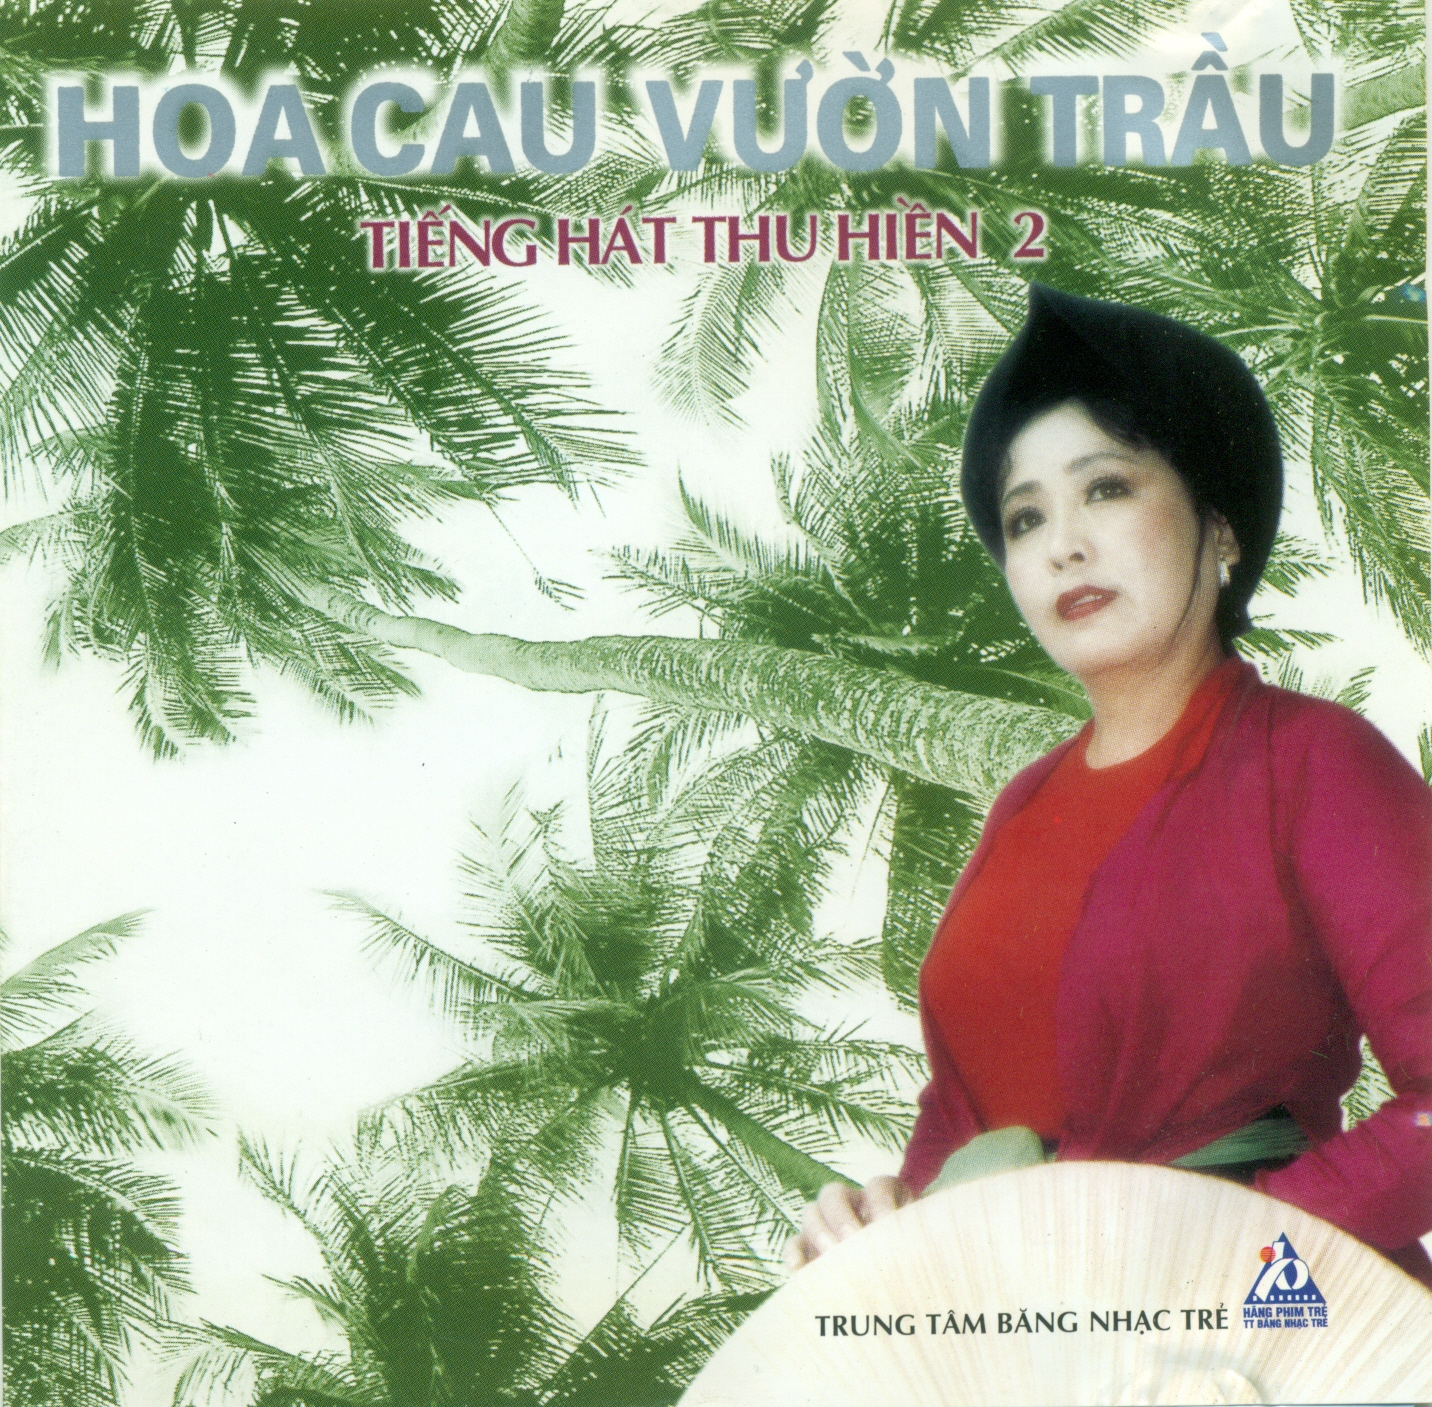 HOA CAU VƯỜN TRẦU
TIẾNG HÁT THU HIỀN 2
TRUNG TÂM BĂNG NHẠC TRẺ
HÃNG PHIM TRẺ
TT BĂNG NHẠC TRẺ